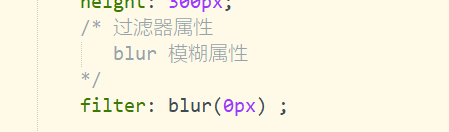 height: 300px;
/* 过滤器属性
blur 模糊属性
*/
filter: blur(0px) ;